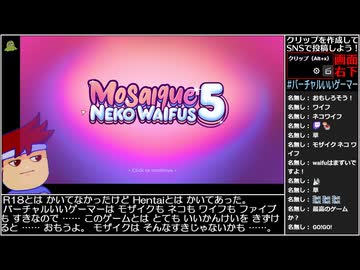 クリップを作成して
SNSで投稿しよう！
クリップ（Alt+x）
画面
右下
#バーチャルいいゲーマー
名無し：おもしろそう！
名無し：ワイフ
名無し：ネコワイフ
名無し：
名無し：草
名無し：モザイク ネコ ワイフ
名無し：waifuはまずいですよ！
名無し：
名無し：草
名無し：
名無し：最高のゲームか？
名無し：GO!GO!
MOSAIQUE
NEKO WAIFUS 5
Click to continue
R18とは かいてなかったけど Hentaiとは かいてあった。
バーチャルいいゲーマーは モザイクも ネコも ワイフも ファイブ
も すきなので …… このゲームとは とても いいかんけいを きずけ
ると …… おもうよ。 モザイクは そんなすきじゃないかも ……。